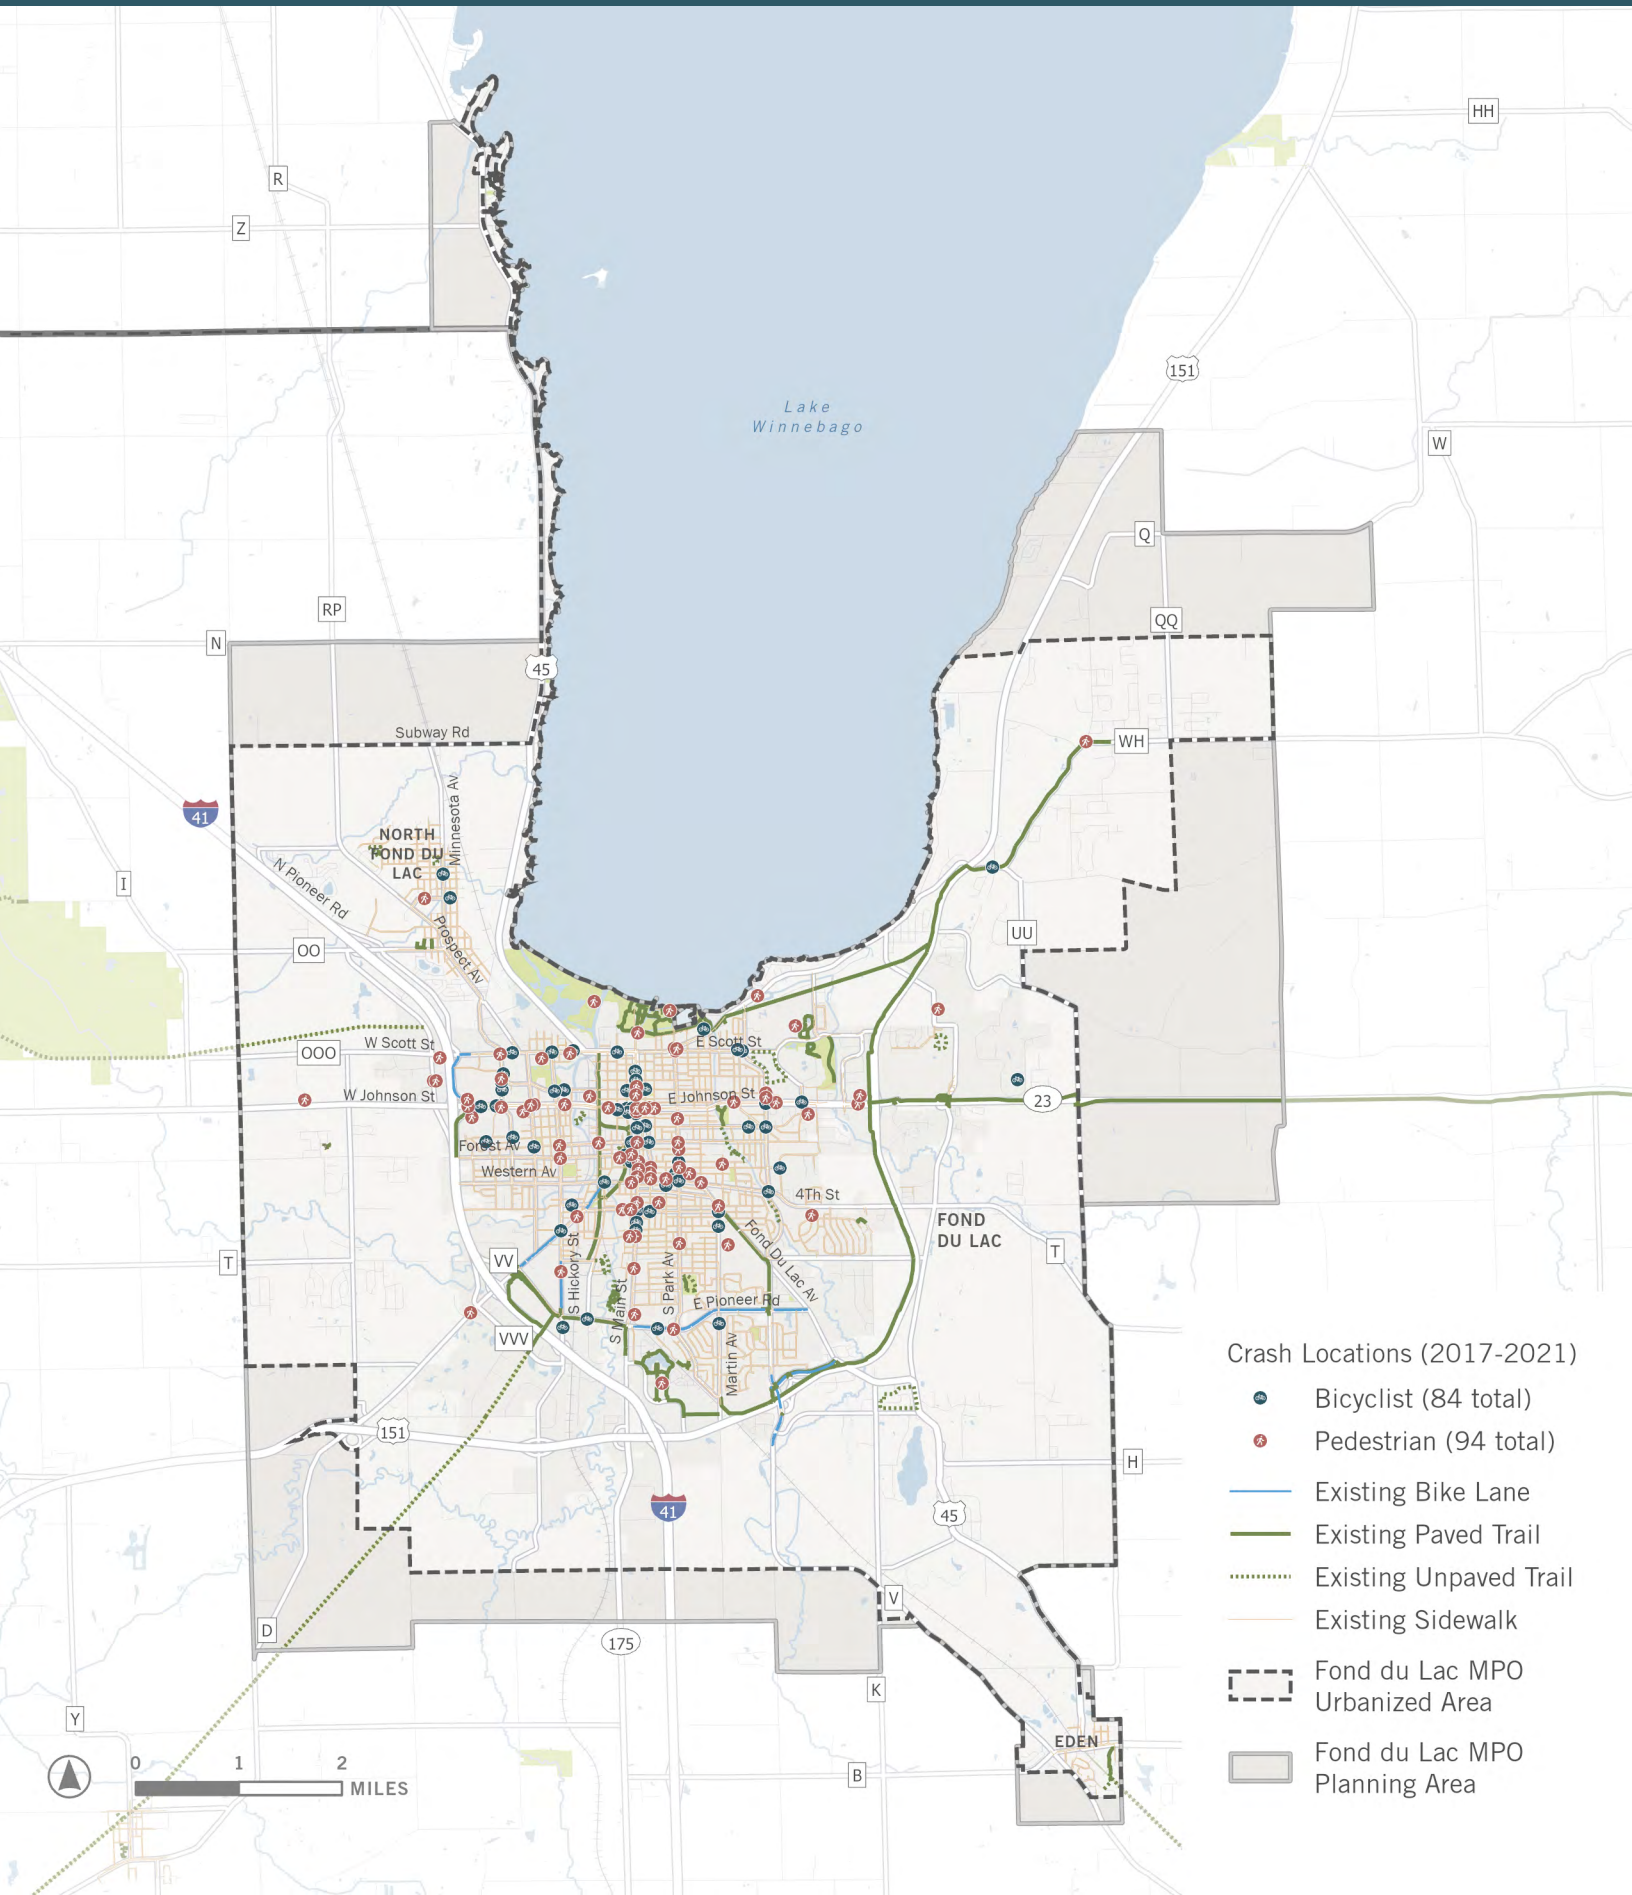 HH
R
Z
151
Lake
Winnebago
W
Q
RP
QQ
N
45
Subway Rd
WH
Minnesota Av
41
NORTH
FOND DU
LAC
N Pioneer Rd
I
Prospect Av
UU
OO
W Scott St
E Scott St
OOO
W Johnson St
E Johnson St
23
Forest Av
Western Av
4Th St
FOND
DU LAC
T
T
VV
S Hickory St
Fond Du Lac Av
S Park Av
S Main St
E Pioneer Rd
VVV
Martin Av
151
H
41
45
V
D
175
K
Y
EDEN
B
0 1 2
MILES
Crash Locations (2017-2021)
Bicyclist (84 total)
Pedestrian (94 total)
Existing Bike Lane
Existing Paved Trail
Existing Unpaved Trail
Existing Sidewalk
Fond du Lac MPO
Urbanized Area
Fond du Lac MPO
Planning Area